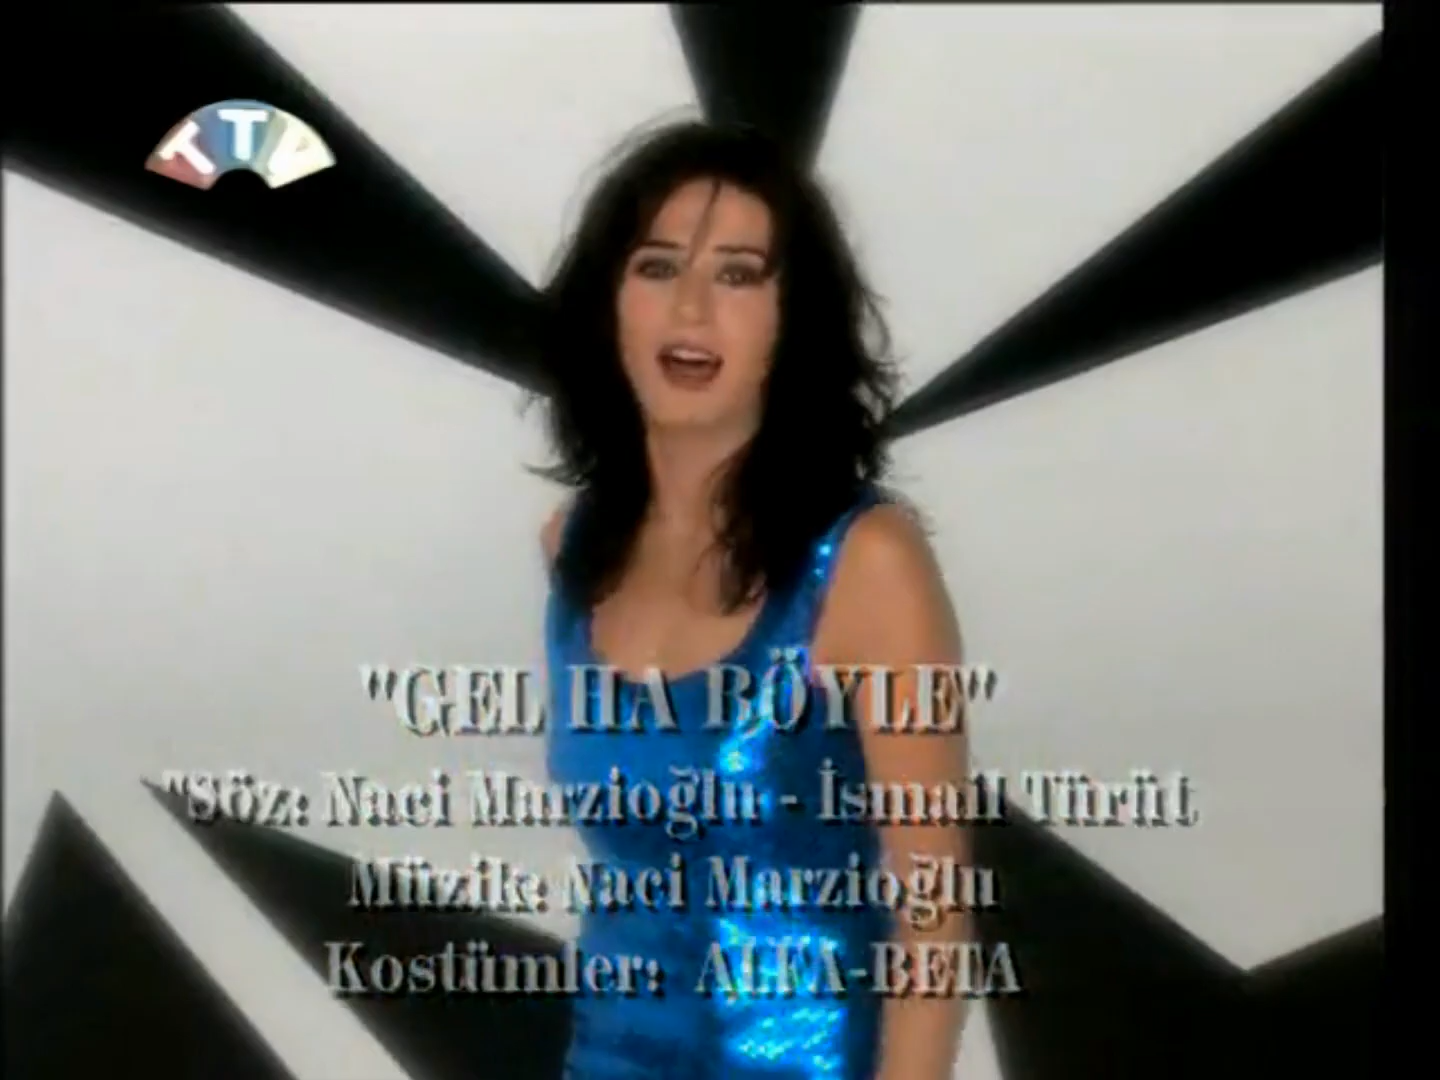 TTV
"GEL HA BÖYLE"
"Söz: Naci Marzioğlu - İsmail Türüt
Müzik: Naci Marzioğlu
Kostümler: ALFA-BETA